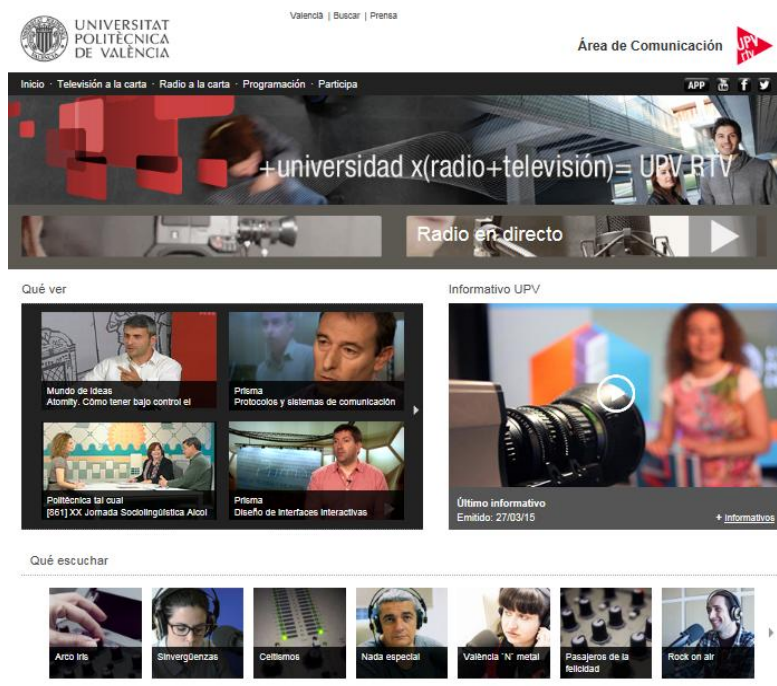 UNIVERSITAT
POLITÈCNICA
DE VALÈNCIA
Valencià | Buscar | Prensa
Área de Comunicación
UPV
rtv
Inicio · Televisión a la carta · Radio a la carta · Programación · Participa
APP
+universidad x(radio+televisión)= UPV-RTV
Radio en directo
Qué ver
Informativo UPV
Mundo de Ideas
Atomity. Cómo tener bajo control el
Prisma
Protocolos y sistemas de comunicación
Politècnica tal cual
[861] XX Jornada Sociolingüística Alcoi
Prisma
Diseño de Interfaces Interactivas
Último informativo
Emitido: 27/03/15
+ Informativos
Qué escuchar
Arco Iris
Sinvergüenzas
Celtismos
Nada especial
València 'N' metal
Pasajeros de la
felicidad
Rock on air